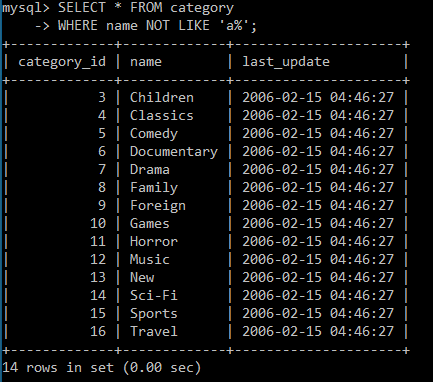 mysql> SELECT * FROM category
    -> WHERE name NOT LIKE 'a%';
+-------------+-------------+---------------------+
| category_id | name        | last_update         |
+-------------+-------------+---------------------+
|           3 | Children    | 2006-02-15 04:46:27 |
|           4 | Classics    | 2006-02-15 04:46:27 |
|           5 | Comedy      | 2006-02-15 04:46:27 |
|           6 | Documentary | 2006-02-15 04:46:27 |
|           7 | Drama       | 2006-02-15 04:46:27 |
|           8 | Family      | 2006-02-15 04:46:27 |
|           9 | Foreign     | 2006-02-15 04:46:27 |
|          10 | Games       | 2006-02-15 04:46:27 |
|          11 | Horror      | 2006-02-15 04:46:27 |
|          12 | Music       | 2006-02-15 04:46:27 |
|          13 | New         | 2006-02-15 04:46:27 |
|          14 | Sci-Fi      | 2006-02-15 04:46:27 |
|          15 | Sports      | 2006-02-15 04:46:27 |
|          16 | Travel      | 2006-02-15 04:46:27 |
+-------------+-------------+---------------------+
14 rows in set (0.00 sec)